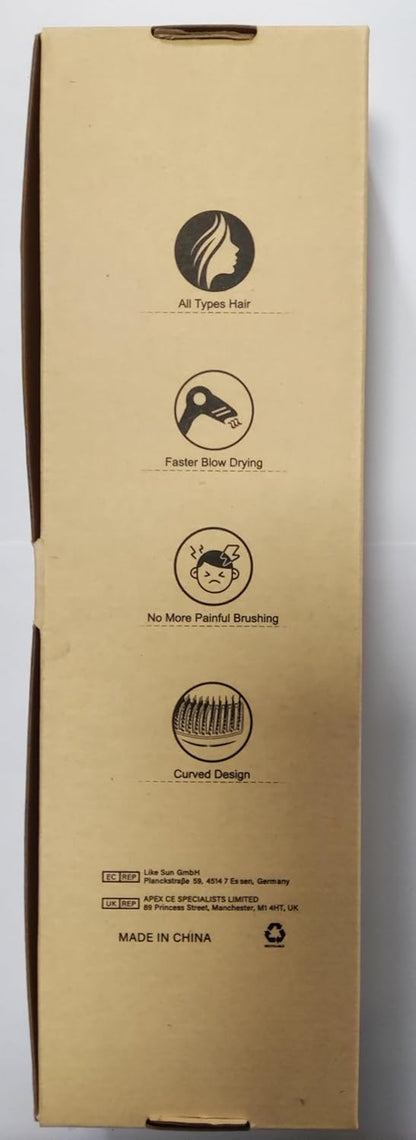 All Types Hair
Faster Blow Drying
No More Painful Brushing
Curved Design
EC REP Like Sun GmbH
Planckstraße 59, 4514 7 Es sen, Germany
UK REP APEX CE SPECIALISTS LIMITED
89 Princess Street, Manchester, M1 4HT, UK
MADE IN CHINA
RECYCLABLE